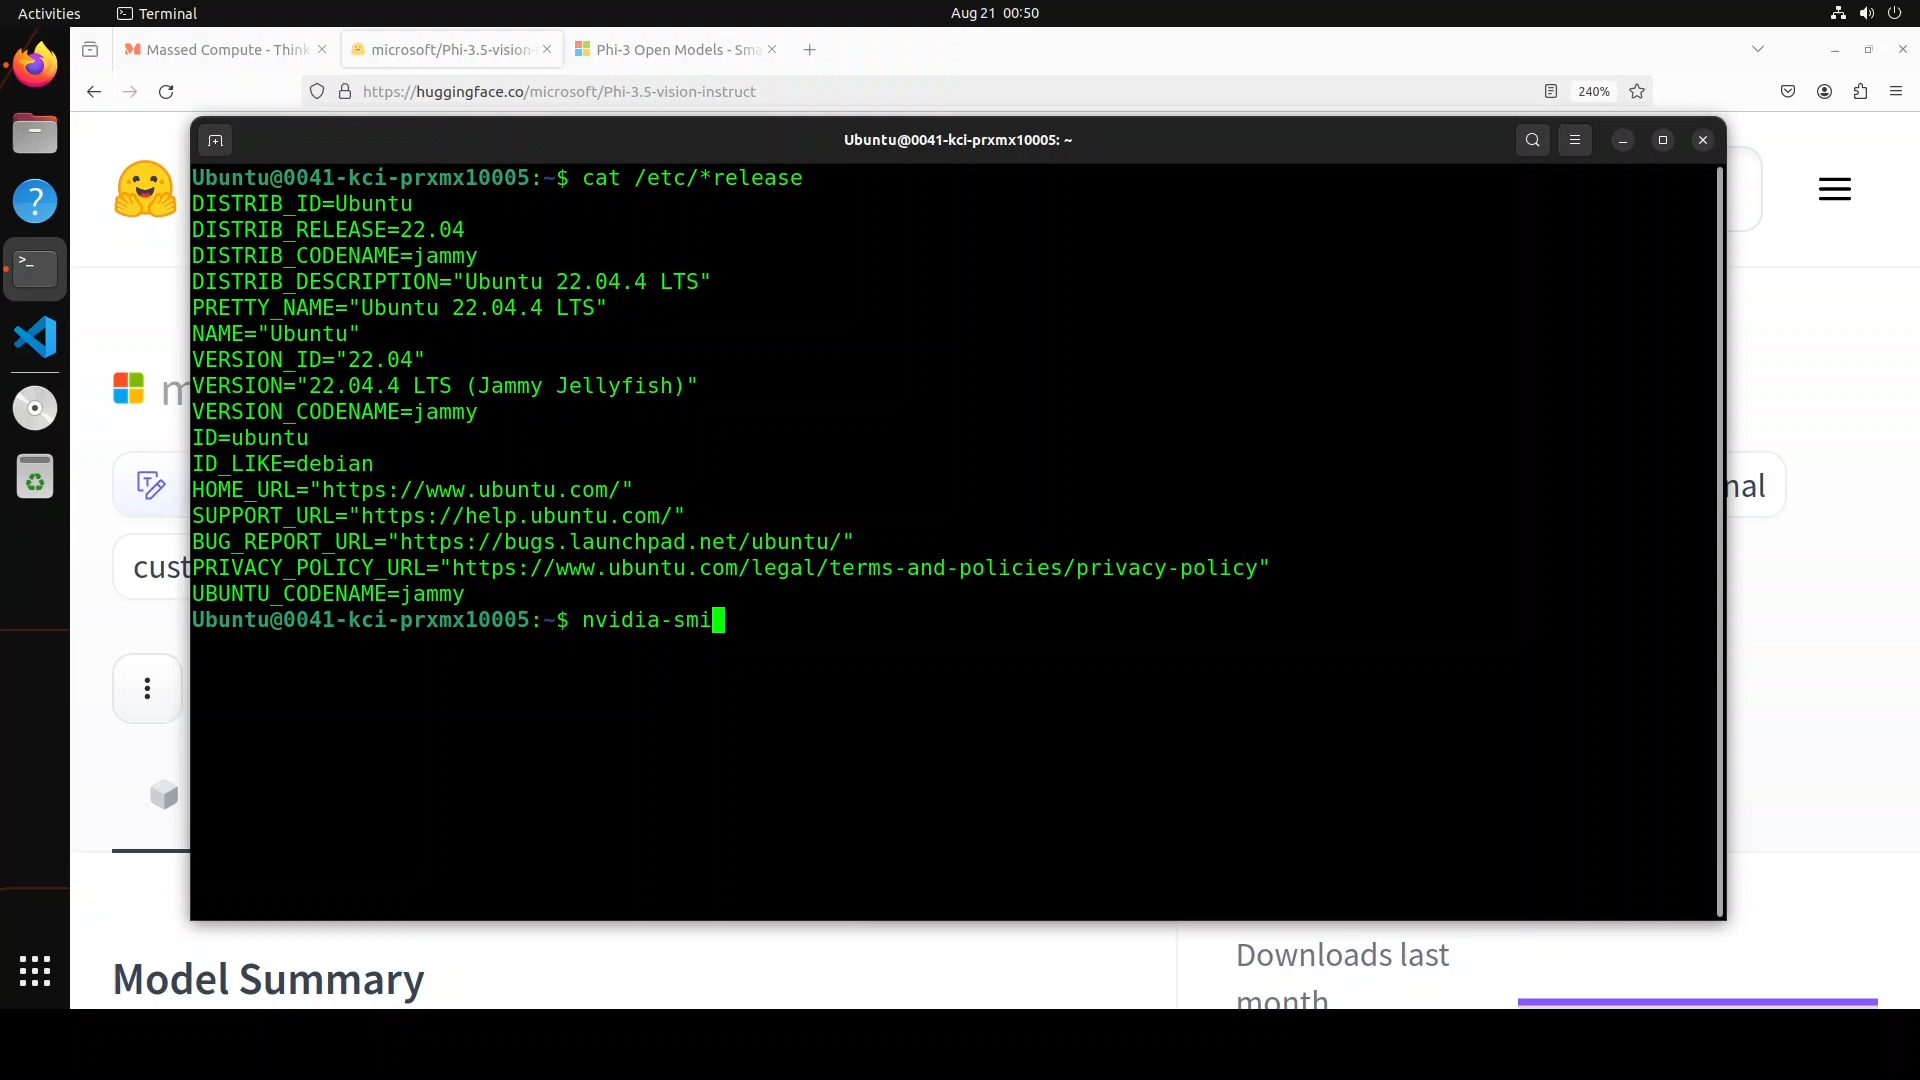 Activities
Terminal
Aug 21 00:50
Massed Compute - Think
microsoft/Phi-3.5-vision-
Phi-3 Open Models - Sma
https://huggingface.co/microsoft/Phi-3.5-vision-instruct
240%
Ubuntu@0041-kci-prxmx10005: ~
Ubuntu@0041-kci-prxmx10005:~$ cat /etc/*release
DISTRIB_ID=Ubuntu
DISTRIB_RELEASE=22.04
DISTRIB_CODENAME=jammy
DISTRIB_DESCRIPTION="Ubuntu 22.04.4 LTS"
PRETTY_NAME="Ubuntu 22.04.4 LTS"
NAME="Ubuntu"
VERSION_ID="22.04"
VERSION="22.04.4 LTS (Jammy Jellyfish)"
VERSION_CODENAME=jammy
ID=ubuntu
ID_LIKE=debian
HOME_URL="https://www.ubuntu.com/"
SUPPORT_URL="https://help.ubuntu.com/"
BUG_REPORT_URL="https://bugs.launchpad.net/ubuntu/"
PRIVACY_POLICY_URL="https://www.ubuntu.com/legal/terms-and-policies/privacy-policy"
UBUNTU_CODENAME=jammy
Ubuntu@0041-kci-prxmx10005:~$ nvidia-smi
m
nal
cust
Model Summary
Downloads last
month